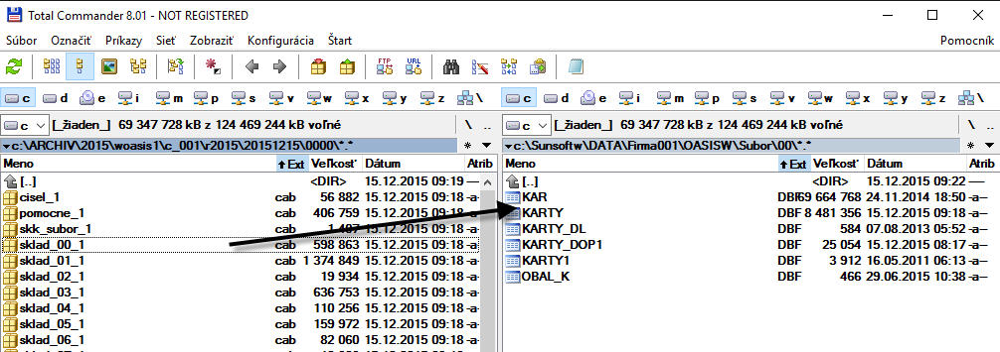 Total Commander 8.01 - NOT REGISTERED
Súbor Označiť Príkazy Sieť Zobraziť Konfigurácia Štart Pomocník
FTP URL
c d e i m p s v w x y z \ c d e i m p s v w x y z \
c [_žiaden_] 69 347 728 kB z 124 469 244 kB voľné \ .. c [_žiaden_] 69 347 728 kB z 124 469 244 kB voľné \ ..
c:\ARCHIV\2015\woasis1\c_001\r2015\20151215\0000\*.* * c:\Sunsoftw\DATA\Firma001\OASISW\Subor\00\*.* *
Meno Ext Veľkosť Dátum Atrib Meno Ext Veľkosť Dátum Atrib
[..] <DIR> 15.12.2015 09:19 — [..] <DIR> 15.12.2015 09:22 —
cisel_1 cab 56 882 15.12.2015 09:18 -a- KAR DBF 69 664 768 24.11.2014 18:50 -a-
pomocne_1 cab 406 759 15.12.2015 09:18 -a- KARTY DBF 8 481 356 15.12.2015 09:18 -a-
skk_subor_1 cab 15.12.2015 09:18 -a- KARTY_DL DBF 584 07.08.2013 05:52 -a-
sklad_00_1 cab 598 863 15.12.2015 09:18 -a- KARTY_DOP1 DBF 25 054 15.12.2015 08:17 -a-
sklad_01_1 cab 1 374 849 15.12.2015 09:18 -a- KARTY1 DBF 3 912 16.05.2011 06:13 -a-
sklad_02_1 cab 19 934 15.12.2015 09:18 -a- OBAL_K DBF 466 29.06.2015 10:38 -a-
sklad_03_1 cab 636 753 15.12.2015 09:18 -a-
sklad_04_1 cab 110 256 15.12.2015 09:18 -a-
sklad_05_1 cab 159 972 15.12.2015 09:18 -a-
sklad_06_1 cab 82 060 15.12.2015 09:18 -a-